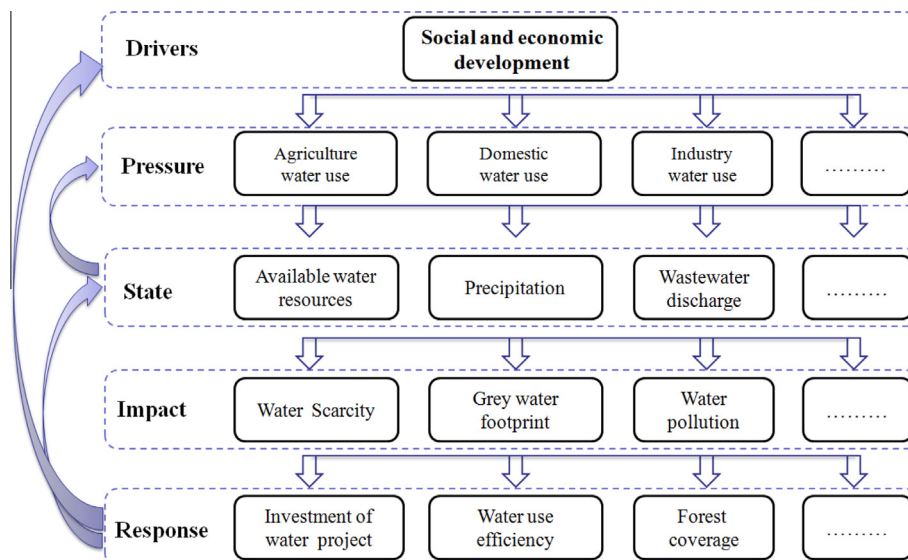 Drivers
Social and economic
development
Pressure
Agriculture
water use
Domestic
water use
Industry
water use
.........
State
Available water
resources
Precipitation
Wastewater
discharge
.........
Impact
Water Scarcity
Grey water
footprint
Water
pollution
.........
Response
Investment of
water project
Water use
efficiency
Forest
coverage
.........